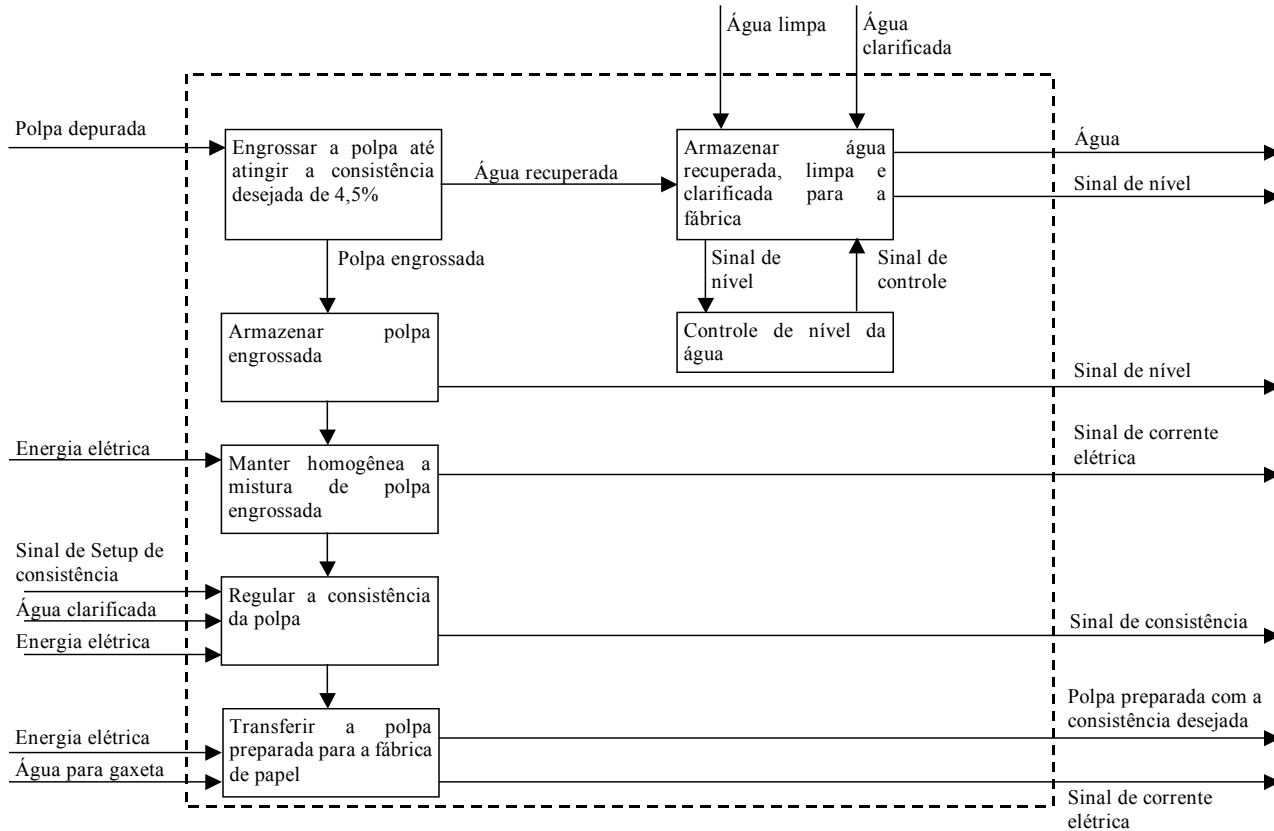 Água limpa
Água
clarificada
Polpa depurada
Engrossar a polpa até
atingir a consistência
desejada de 4,5%
Água recuperada
Armazenar água
recuperada, limpa e
clarificada para a
fábrica
Água
Sinal de nível
Polpa engrossada
Sinal de
nível
Sinal de
controle
Armazenar polpa
engrossada
Controle de nível da
água
Sinal de nível
Energia elétrica
Manter homogênea a
mistura de polpa
engrossada
Sinal de corrente
elétrica
Sinal de Setup de
consistência
Água clarificada
Energia elétrica
Regular a consistência
da polpa
Sinal de consistência
Energia elétrica
Água para gaxeta
Transferir a polpa
preparada para a fábrica
de papel
Polpa preparada com a
consistência desejada
Sinal de corrente
elétrica